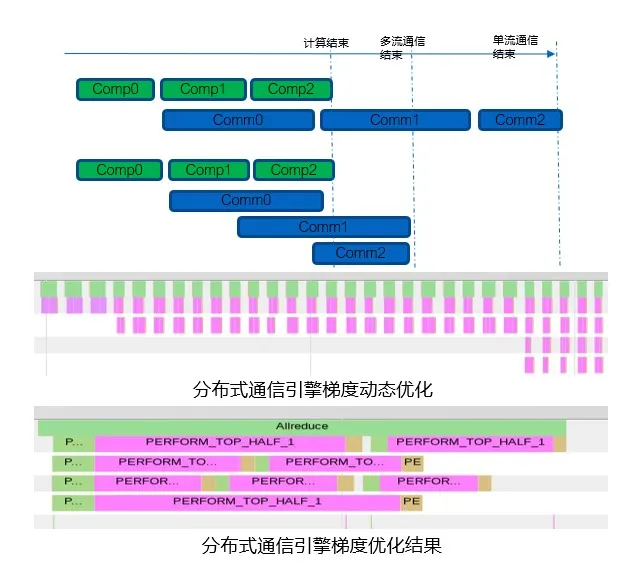 计算结束
多流通信
结束
单流通信
结束
Comp0 Comp1 Comp2
Comm0 Comm1 Comm2
Comp0 Comp1 Comp2
Comm0
Comm1
Comm2
分布式通信引擎梯度动态优化
Allreduce
P... PERFORM_TOP_HALF_1 PERFORM_TOP_HALF_1
P... PERFORM_TO... PERFORM_TO... PE
PERFOR... PERFOR... PERFOR...
P... PERFORM_TOP_HALF_1 PE
分布式通信引擎梯度优化结果